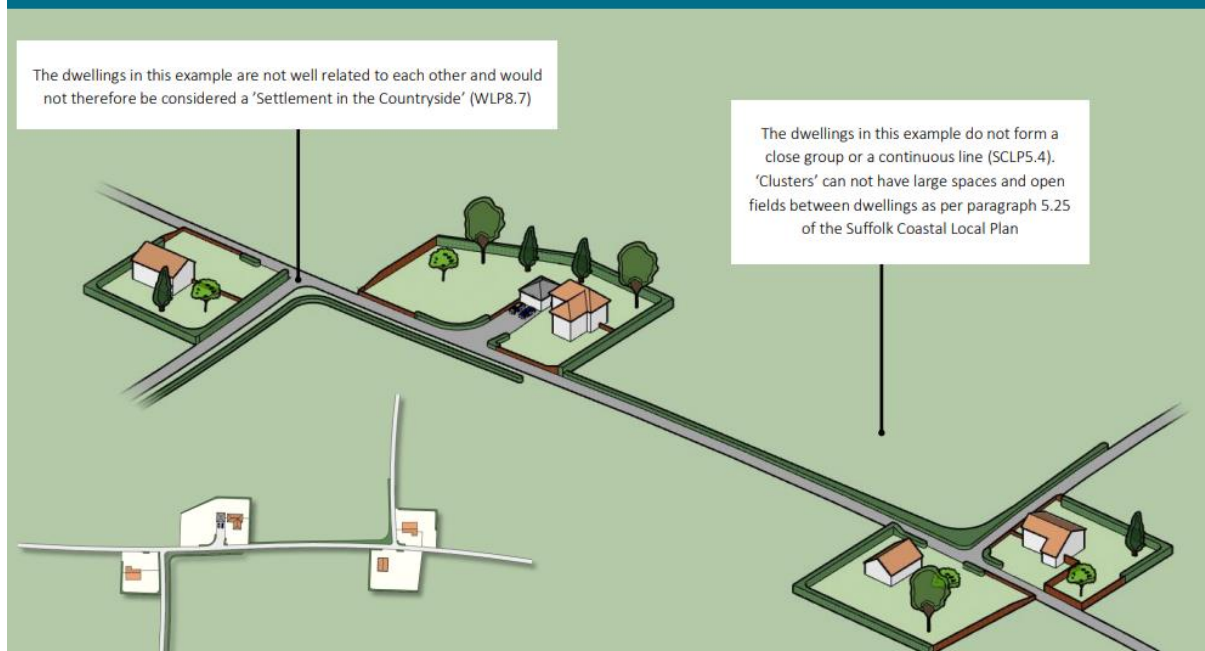 The dwellings in this example are not well related to each other and would
not therefore be considered a ‘Settlement in the Countryside’ (WLP8.7)
The dwellings in this example do not form a
close group or a continuous line (SCLP5.4).
‘Clusters’ can not have large spaces and open
fields between dwellings as per paragraph 5.25
of the Suffolk Coastal Local Plan